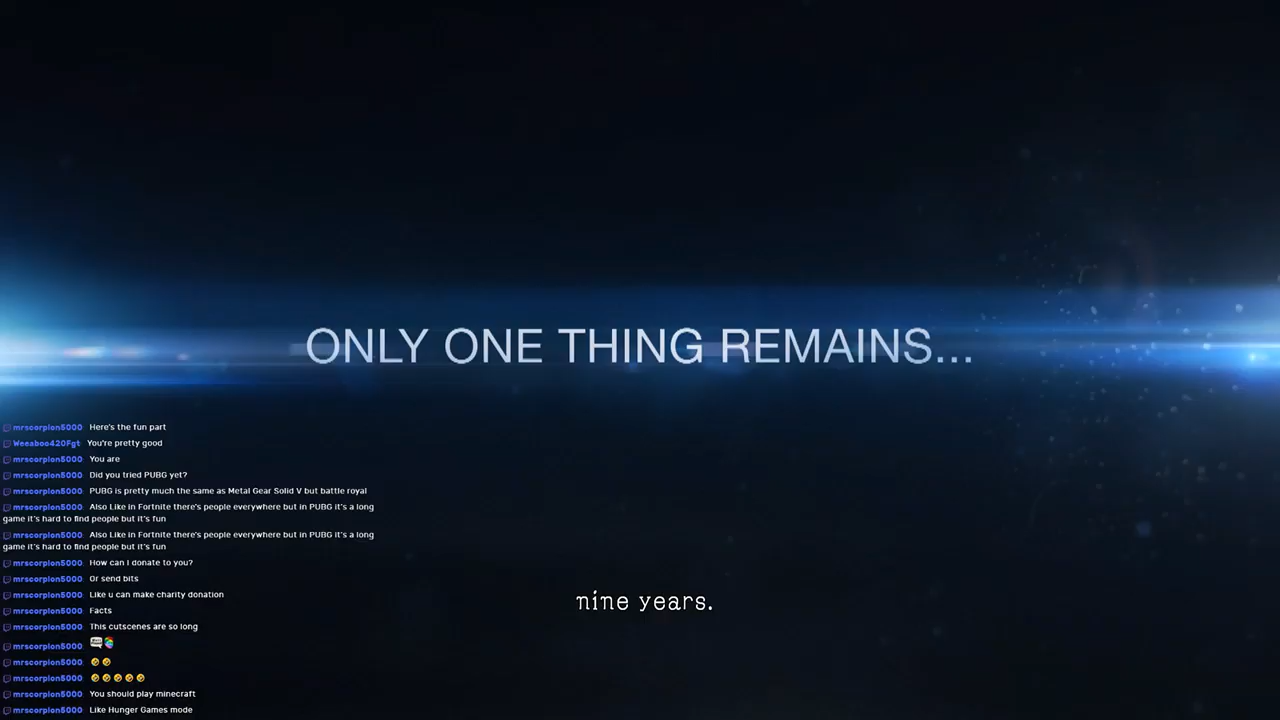 ONLY ONE THING REMAINS...
mrscorpion5000 Here's the fun part
Weeaboo420Fgt You're pretty good
mrscorpion5000 You are
mrscorpion5000 Did you tried PUBG yet?
mrscorpion5000 PUBG is pretty much the same as Metal Gear Solid V but battle royal
mrscorpion5000 Also Like in Fortnite there's people everywhere but in PUBG it's a long
game it's hard to find people but it's fun
mrscorpion5000 Also Like in Fortnite there's people everywhere but in PUBG it's a long
game it's hard to find people but it's fun
mrscorpion5000 How can I donate to you?
mrscorpion5000 Or send bits
mrscorpion5000 Like u can make charity donation
mrscorpion5000 Facts
mrscorpion5000 This cutscenes are so long
mrscorpion5000
mrscorpion5000
mrscorpion5000
mrscorpion5000 You should play minecraft
mrscorpion5000 Like Hunger Games mode
nine years.